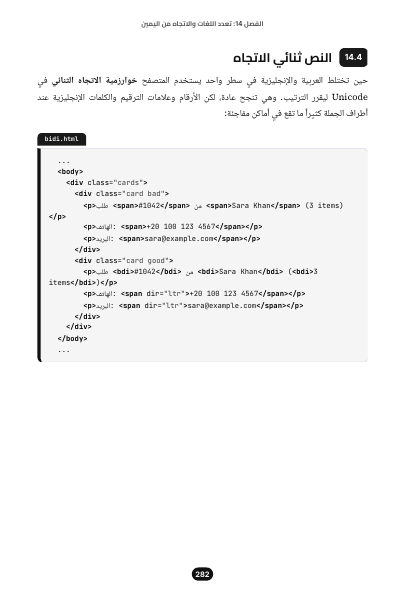 الفصل 14: تعدد اللغات والاتجاه من اليمين
14.4 النص ثنائي الاتجاه
حين تختلط العربية والإنجليزية في سطر واحد يستخدم المتصفح خوارزمية الاتجاه الثنائي في
Unicode ليقرر الترتيب. وهي تنجح عادة، لكن الأرقام وعلامات الترقيم والكلمات الإنجليزية عند
أطراف الجملة كثيراً ما تقع في أماكن مفاجئة:
bidi.html
...
<body>
<div class="cards">
<div class="card bad">
<p>طلب <span>#1042</span> من <span>Sara Khan</span> (3 items)
</p>
<p>الهاتف: <span>+20 100 123 4567</span></p>
<p>البريد: <span>sara@example.com</span></p>
</div>
<div class="card good">
<p>طلب <bdi>#1042</bdi> من <bdi>Sara Khan</bdi> (<bdi>3
items</bdi>)</p>
<p>الهاتف: <span dir="ltr">+20 100 123 4567</span></p>
<p>البريد: <span dir="ltr">sara@example.com</span></p>
</div>
</div>
</body>
...
282